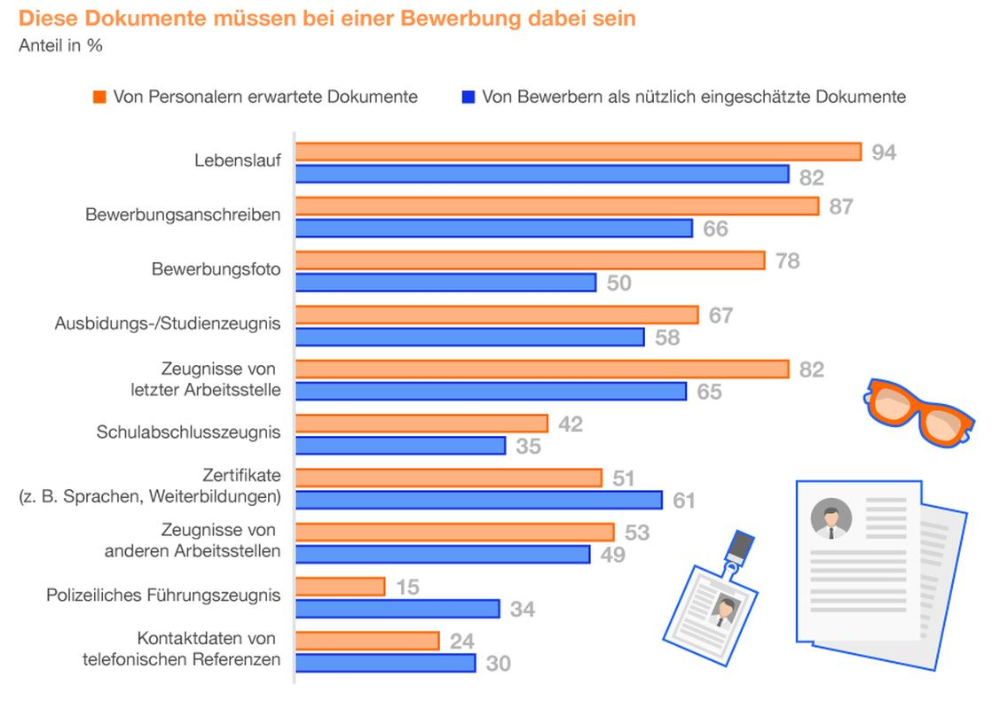 Diese Dokumente müssen bei einer Bewerbung dabei sein
Anteil in %
Von Personalern erwartete Dokumente
Von Bewerbern als nützlich eingeschätzte Dokumente
Lebenslauf
94
82
Bewerbungsanschreiben
87
66
Bewerbungsfoto
78
50
Ausbidungs-/Studienzeugnis
67
58
Zeugnisse von
letzter Arbeitsstelle
82
65
Schulabschlusszeugnis
42
35
Zertifikate
(z. B. Sprachen, Weiterbildungen)
51
61
Zeugnisse von
anderen Arbeitsstellen
53
49
Polizeiliches Führungszeugnis
15
34
Kontaktdaten von
telefonischen Referenzen
24
30